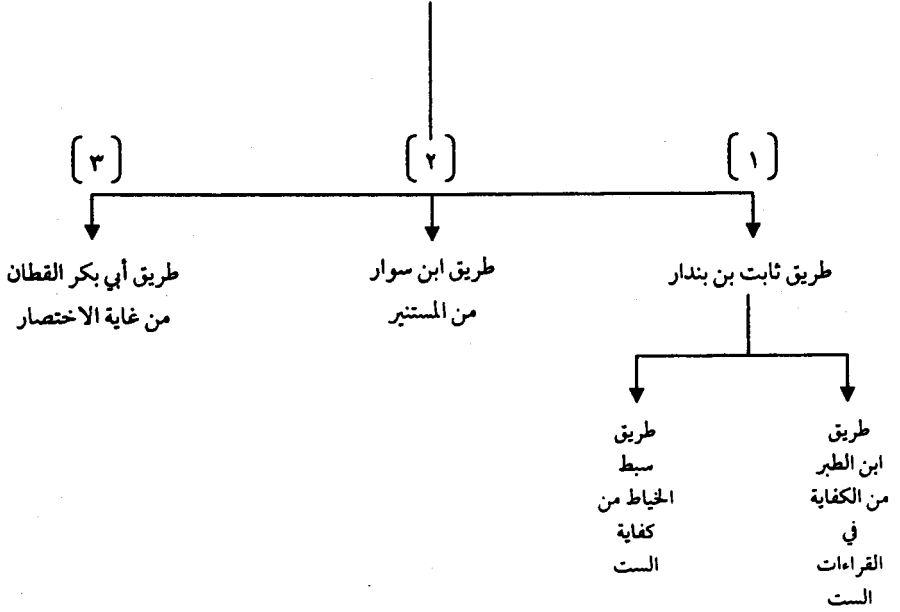 [١]
[٢]
[٣]
طريق ثابت بن بندار
طريق ابن سوار
من المستنير
طريق أبي بكر القطان
من غاية الاختصار
طريق
ابن الطبر
من الكفاية
في
القراءات
الست
طريق
سبط
الخياط من
كفاية
الست